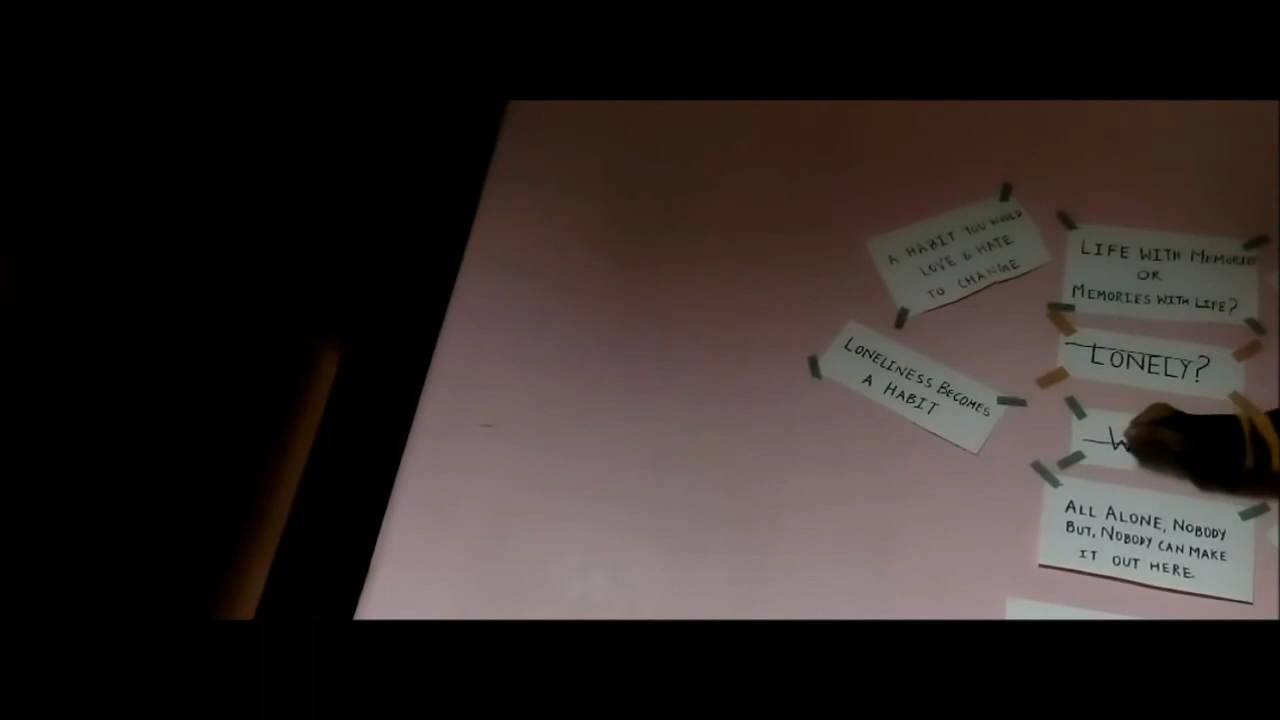 A HABIT YOU WOULD
LOVE & HATE
TO CHANGE
LONELINESS BECOMES
A HABIT
LIFE WITH MEMORIES
OR
MEMORIES WITH LIFE?
LONELY?
ALL ALONE, NOBODY
BUT, NOBODY CAN MAKE
IT OUT HERE.